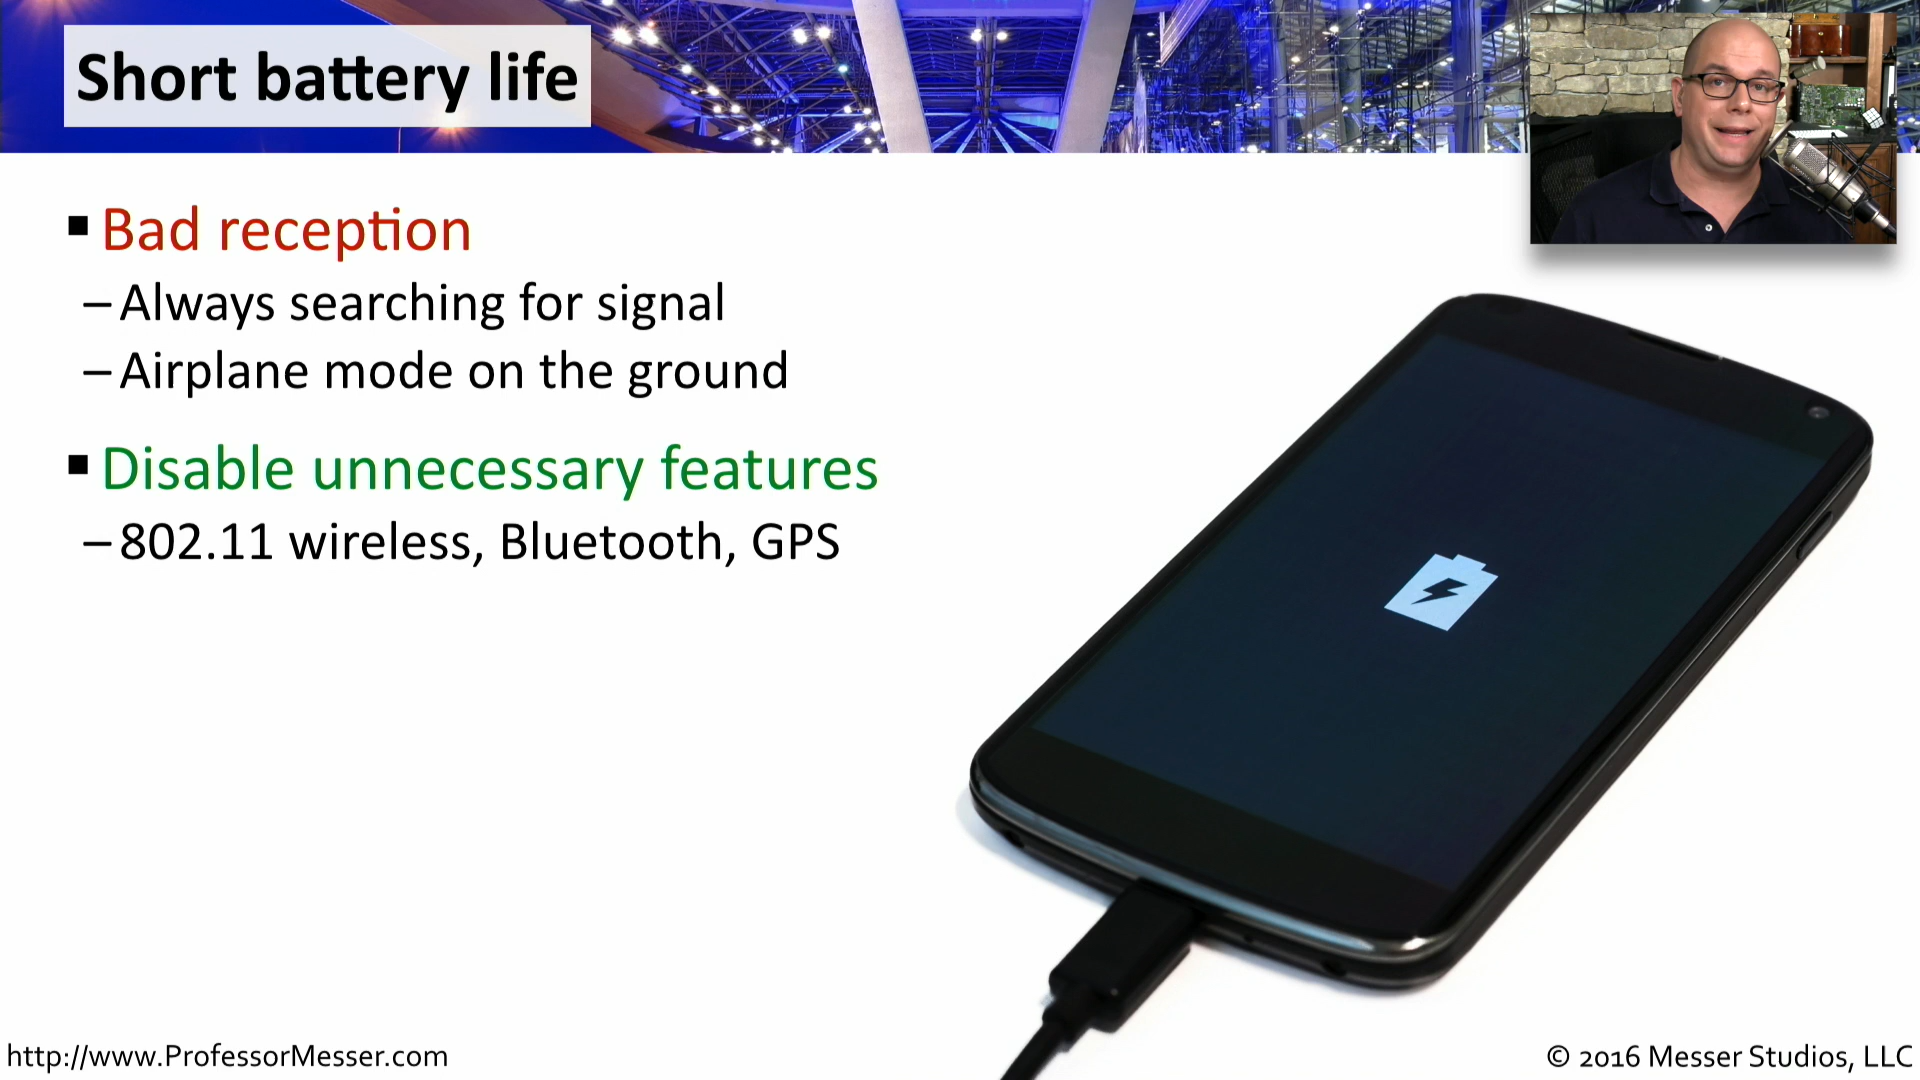 Short battery life
▪ Bad reception
– Always searching for signal
– Airplane mode on the ground
▪ Disable unnecessary features
– 802.11 wireless, Bluetooth, GPS
http://www.ProfessorMesser.com
© 2016 Messer Studios, LLC